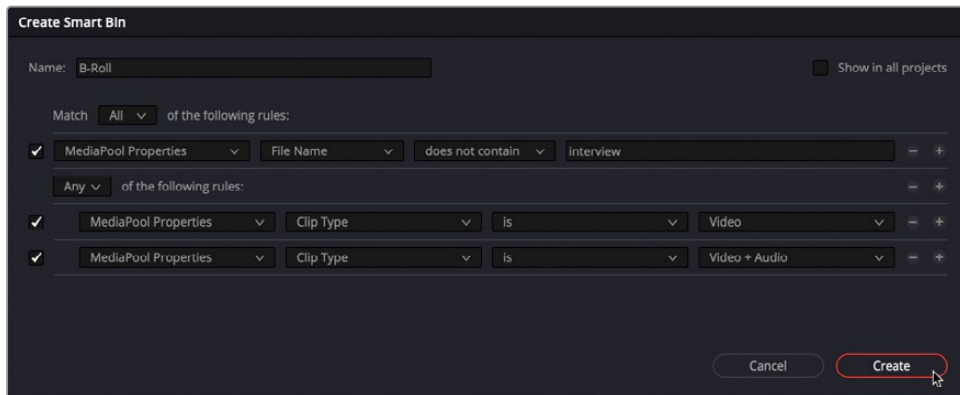 Create Smart Bin
Name: B-Roll Show in all projects
Match All of the following rules:
MediaPool Properties File Name does not contain interview
Any of the following rules:
MediaPool Properties Clip Type is Video
MediaPool Properties Clip Type is Video + Audio
Cancel Create